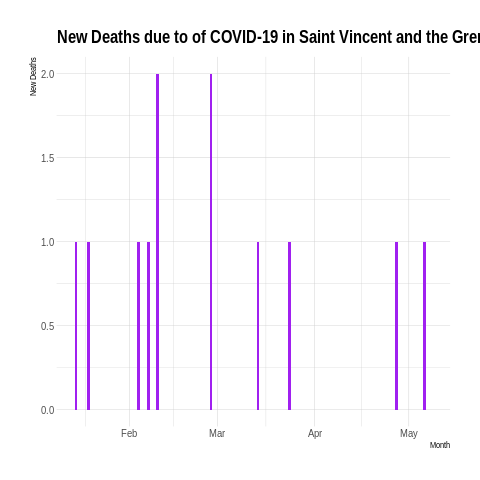 New Deaths due to of COVID-19 in Saint Vincent and the Gren
New Deaths
2.0
1.5
1.0
0.5
0.0
Feb Mar Apr May
Month